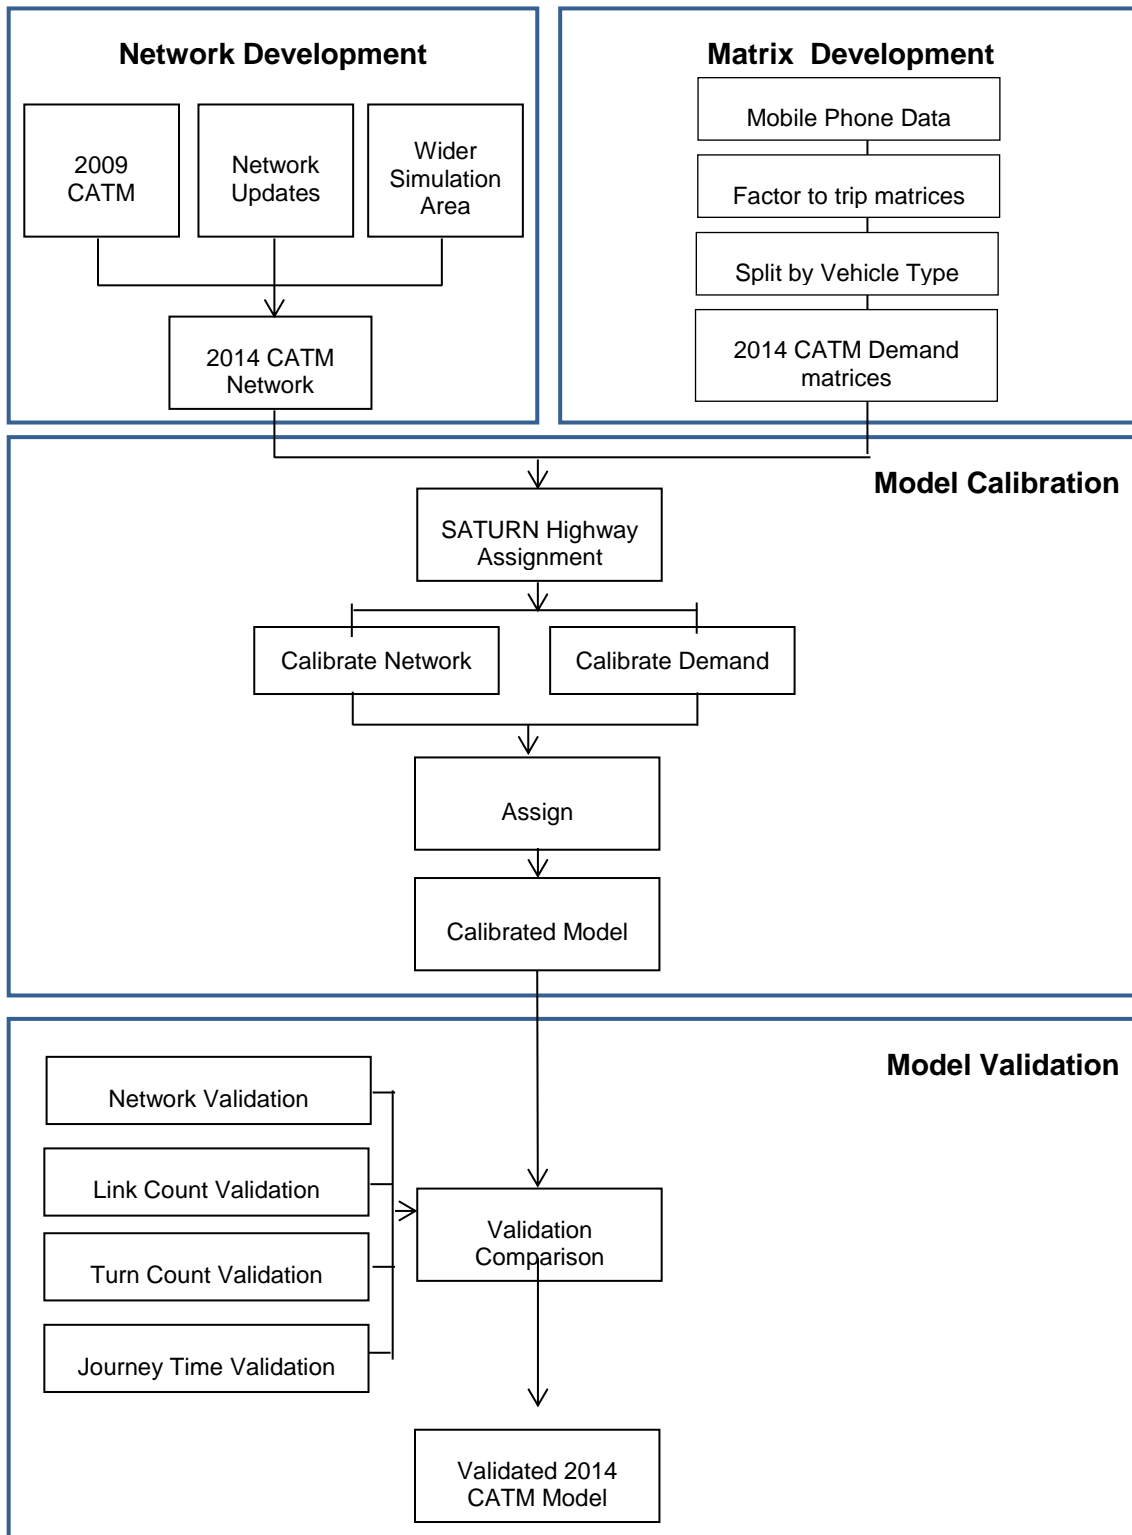 Network Development
2009
CATM
Network
Updates
Wider
Simulation
Area
2014 CATM
Network
Matrix  Development
Mobile Phone Data
Factor to trip matrices
Split by Vehicle Type
2014 CATM Demand
matrices
Model Calibration
SATURN Highway
Assignment
Calibrate Network
Calibrate Demand
Assign
Calibrated Model
Model Validation
Network Validation
Link Count Validation
Turn Count Validation
Journey Time Validation
Validation
Comparison
Validated 2014
CATM Model